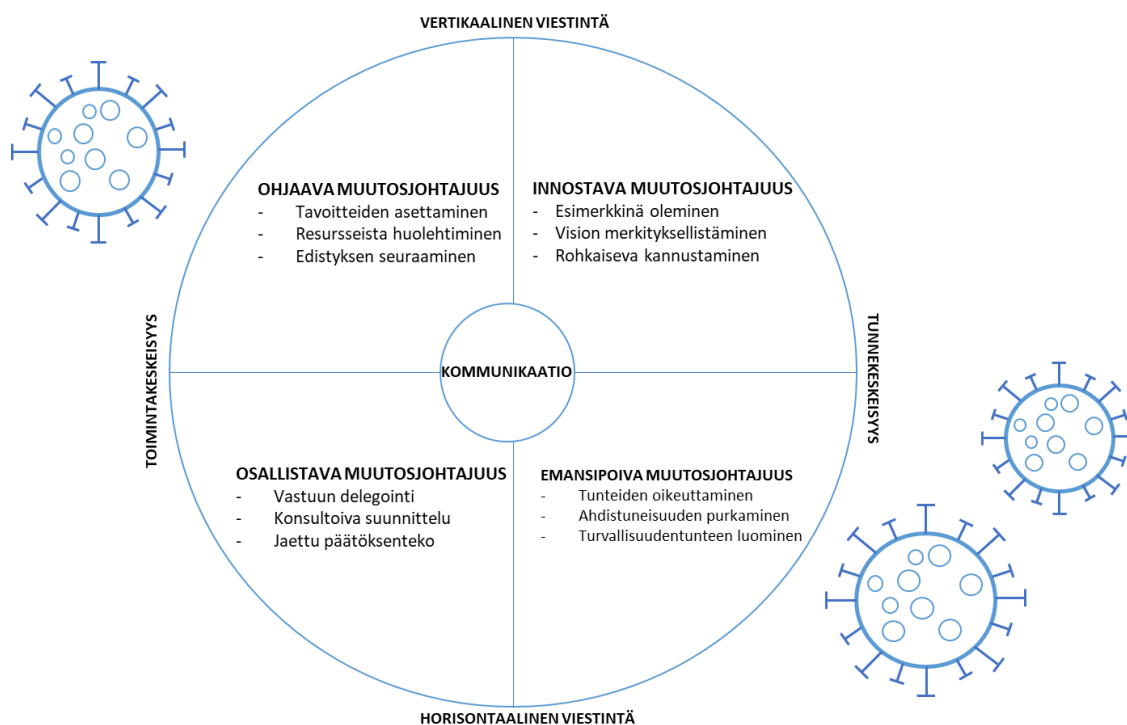 VERTIKAALINEN VIESTINTÄ
OHJAAVA MUUTOSJOHTAJUUS
- Tavoitteiden asettaminen
- Resursseista huolehtiminen
- Edistyksen seuraaminen
INNOSTAVA MUUTOSJOHTAJUUS
- Esimerkkinä oleminen
- Vision merkityksellistäminen
- Rohkaiseva kannustaminen
TOIMINTAKESKEISYYS
KOMMUNIKAATIO
TUNNEKESKEISYYS
OSALLISTAVA MUUTOSJOHTAJUUS
- Vastuun delegointi
- Konsultoiva suunnittelu
- Jaettu päätöksenteko
EMANSIPOIVA MUUTOSJOHTAJUUS
- Tunteiden oikeuttaminen
- Ahdistuneisuuden purkaminen
- Turvallisuudentunteen luominen
HORISONTAALINEN VIESTINTÄ